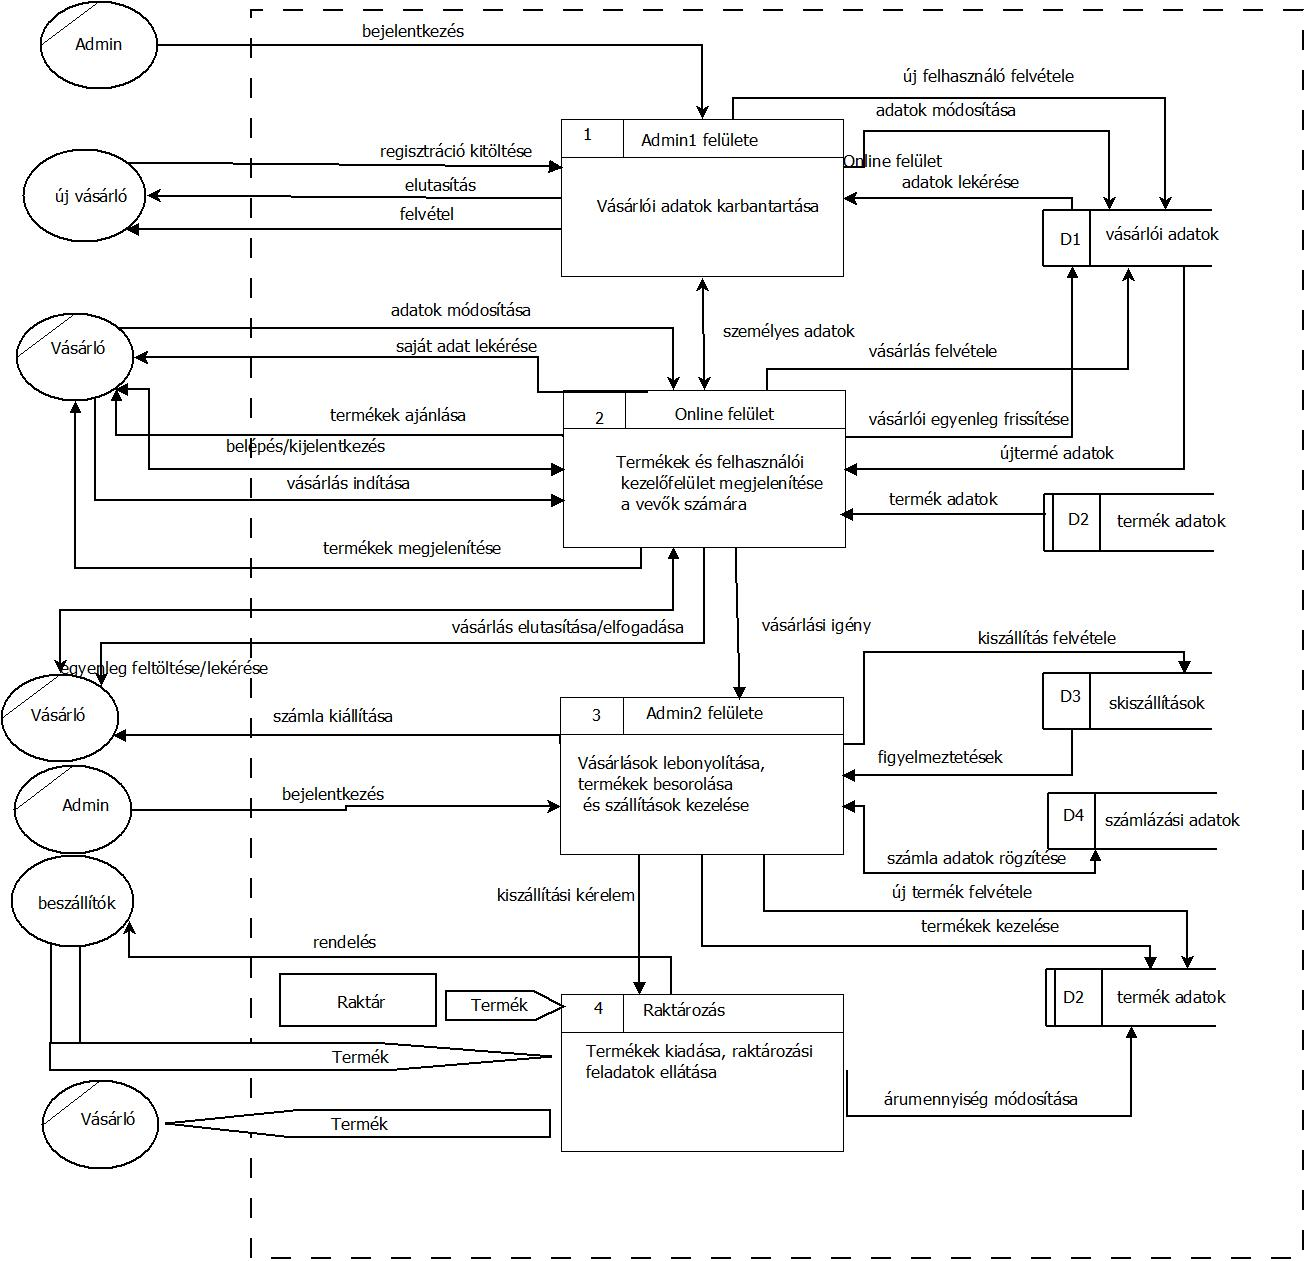 Admin
bejelentkezés
új felhasználó felvétele
adatok módosítása
1
Admin1 felülete
Vásárlói adatok karbantartása
Online felület
adatok lekérése
új vásárló
regisztráció kitöltése
elutasítás
felvétel
D1
vásárlói adatok
Vásárló
adatok módosítása
saját adat lekérése
személyes adatok
vásárlás felvétele
termékek ajánlása
belépés/kijelentkezés
vásárlás indítása
2
Online felület
Termékek és felhasználói
kezelőfelület megjelenítése
a vevők számára
vásárlói egyenleg frissítése
újtermé adatok
termék adatok
D2
termék adatok
termékek megjelenítése
vásárlás elutasítása/elfogadása
vásárlási igény
egyenleg feltöltése/lekérése
kiszállítás felvétele
Vásárló
számla kiállítása
3
Admin2 felülete
Vásárlások lebonyolítása,
termékek besorolása
és szállítások kezelése
D3
skiszállítások
figyelmeztetések
Admin
bejelentkezés
D4
számlázási adatok
számla adatok rögzítése
új termék felvétele
termékek kezelése
beszállítók
kiszállítási kérelem
rendelés
Raktár
Termék
4
Raktározás
Termékek kiadása, raktározási
feladatok ellátása
D2
termék adatok
Termék
árumennyiség módosítása
Vásárló
Termék